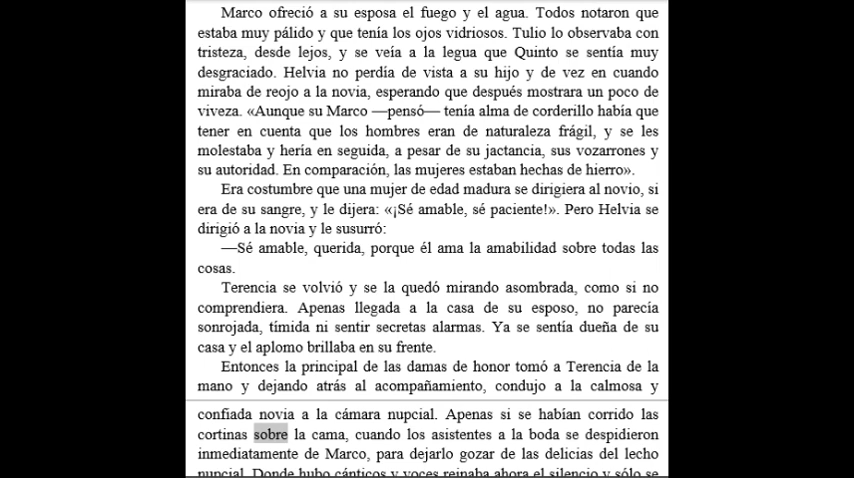 Marco ofreció a su esposa el fuego y el agua. Todos notaron que
estaba muy pálido y que tenía los ojos vidriosos. Tulio lo observaba con
tristeza, desde lejos, y se veía a la legua que Quinto se sentía muy
desgraciado. Helvia no perdía de vista a su hijo y de vez en cuando
miraba de reojo a la novia, esperando que después mostrara un poco de
viveza. «Aunque su Marco —pensó— tenía alma de corderillo había que
tener en cuenta que los hombres eran de naturaleza frágil, y se les
molestaba y hería en seguida, a pesar de su jactancia, sus vozarrones y
su autoridad. En comparación, las mujeres estaban hechas de hierro».
Era costumbre que una mujer de edad madura se dirigiera al novio, si
era de su sangre, y le dijera: «¡Sé amable, sé paciente!». Pero Helvia se
dirigió a la novia y le susurró:
—Sé amable, querida, porque él ama la amabilidad sobre todas las
cosas.
Terencia se volvió y se la quedó mirando asombrada, como si no
comprendiera. Apenas llegada a la casa de su esposo, no parecía
sonrojada, tímida ni sentir secretas alarmas. Ya se sentía dueña de su
casa y el aplomo brillaba en su frente.
Entonces la principal de las damas de honor tomó a Terencia de la
mano y dejando atrás al acompañamiento, condujo a la calmosa y
confiada novia a la cámara nupcial. Apenas si se habían corrido las
cortinas sobre la cama, cuando los asistentes a la boda se despidieron
inmediatamente de Marco, para dejarlo gozar de las delicias del lecho
nupcial. Donde hubo cánticos y voces reinaba ahora el silencio y sólo se